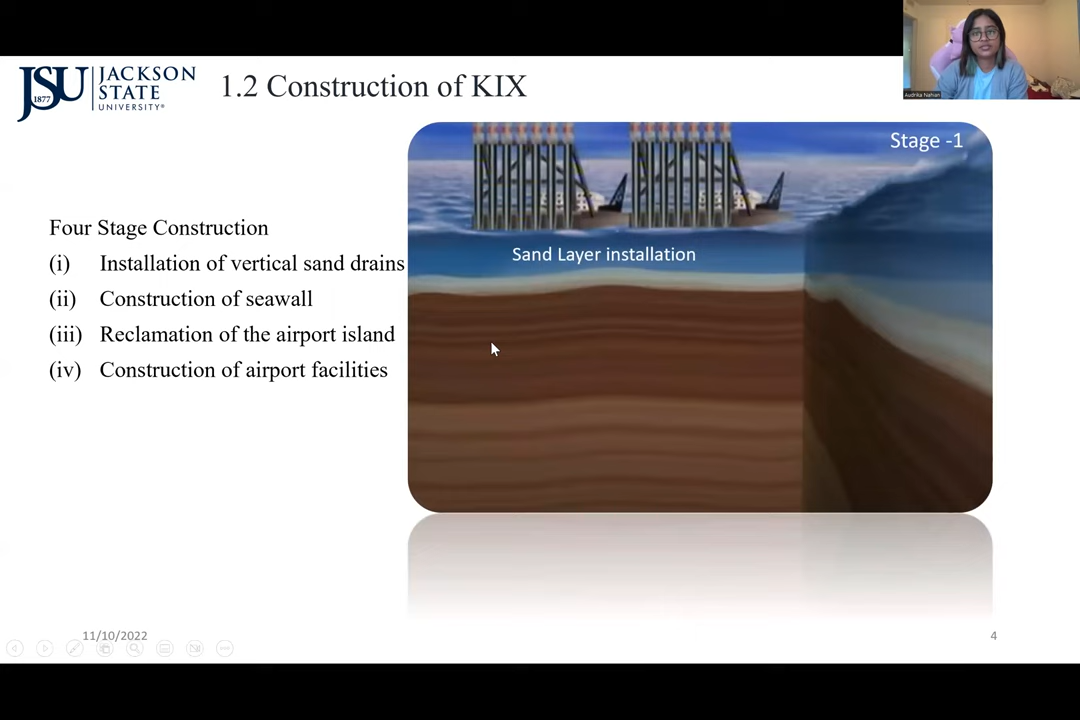 JSU
1877
JACKSON
STATE
UNIVERSITY
1.2 Construction of KIX
Audrika Nahian
Stage -1
Sand Layer installation
Four Stage Construction
(i) Installation of vertical sand drains
(ii) Construction of seawall
(iii) Reclamation of the airport island
(iv) Construction of airport facilities
11/10/2022
4